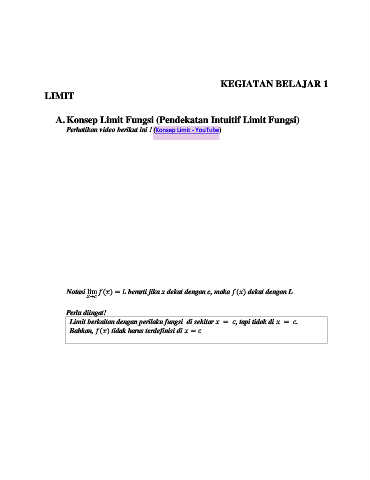 KEGIATAN BELAJAR 1
LIMIT
A. Konsep Limit Fungsi (Pendekatan Intuitif Limit Fungsi)
Perhatikan video berikut ini ! (Konsep Limit - YouTube)
Notasi lim x→c f(x) = L berarti jika x dekat dengan c, maka f(x) dekat dengan L
Perlu diingat!
Limit berkaitan dengan perilaku fungsi di sekitar x = c, tapi tidak di x = c.
Bahkan, f(x) tidak harus terdefinisi di x = c